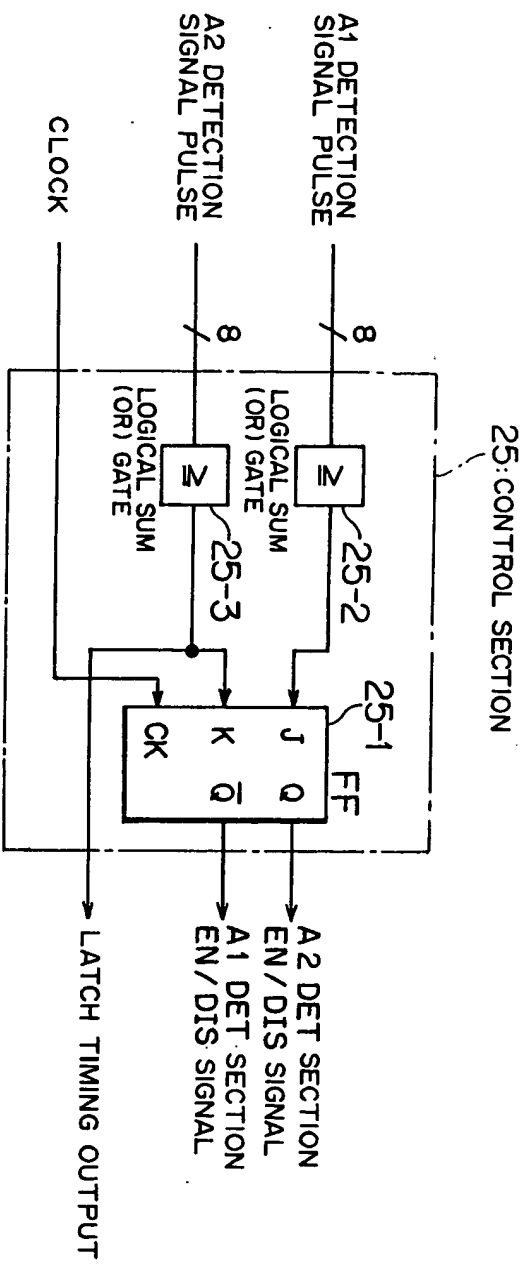 25: CONTROL SECTION
A1 DETECTION
SIGNAL PULSE
8
LOGICAL SUM
(OR) GATE
≥
25-2
A2 DETECTION
SIGNAL PULSE
8
LOGICAL SUM
(OR) GATE
≥
25-3
CLOCK
25-1
FF
J Q
K Q̅
CK
A2 DET SECTION
EN/DIS SIGNAL
A1 DET SECTION
EN/DIS SIGNAL
LATCH TIMING OUTPUT